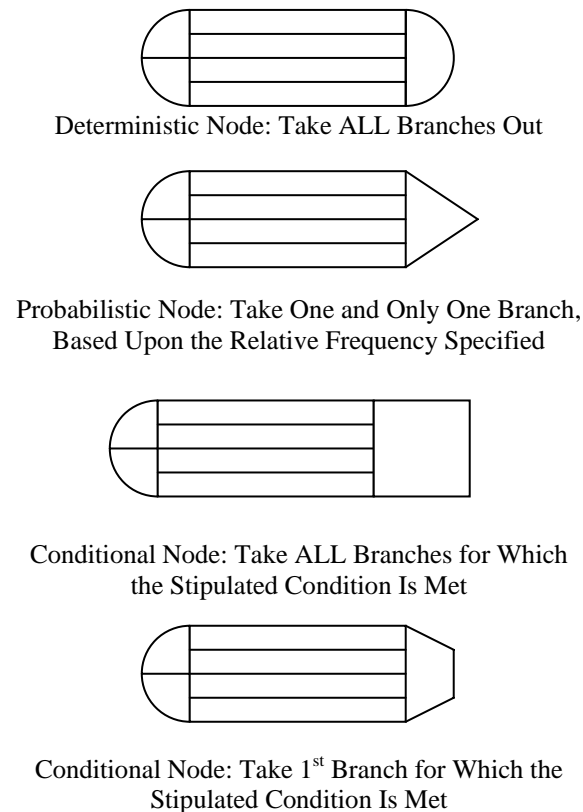 Deterministic Node: Take ALL Branches Out
Probabilistic Node: Take One and Only One Branch,
Based Upon the Relative Frequency Specified
Conditional Node: Take ALL Branches for Which
the Stipulated Condition Is Met
Conditional Node: Take 1st Branch for Which the
Stipulated Condition Is Met